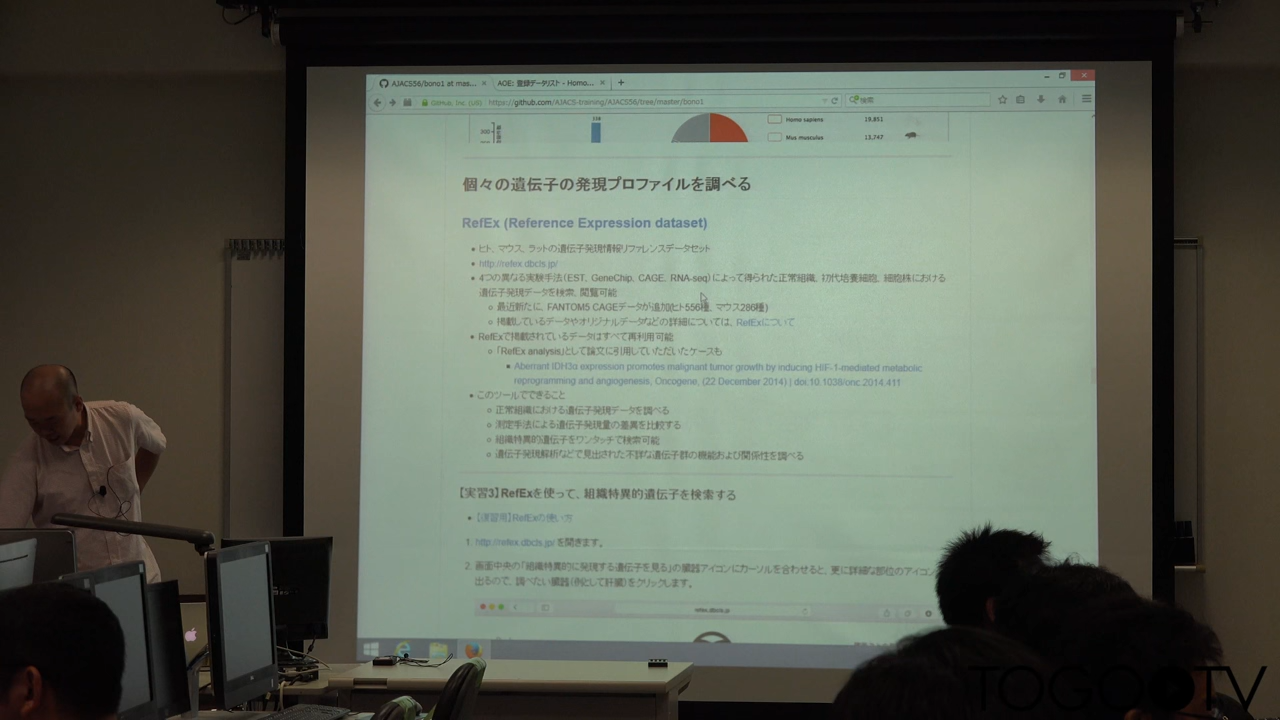 AJACS56/bono1 at mas...
AOE: 登録データリスト - Homo...
GitHub, Inc. (US)
https://github.com/AJACS-training/AJACS56/tree/master/bono1
検索
Homo sapiens 19,851
Mus musculus 13,747
個々の遺伝子の発現プロファイルを調べる
RefEx (Reference Expression dataset)
ヒト、マウス、ラットの遺伝子発現情報リファレンスデータセット
http://refex.dbcls.jp/
4つの異なる実験手法(EST, GeneChip, CAGE, RNA-seq)によって得られた正常組織、初代培養細胞、細胞株における
遺伝子発現データを検索、閲覧可能
最近新たに、FANTOM5 CAGEデータが追加(ヒト556種、マウス286種)
掲載しているデータやオリジナルデータなどの詳細については、RefExについて
RefExで掲載されているデータはすべて再利用可能
「RefEx analysis」として論文に引用していただいたケースも
Aberrant IDH3α expression promotes malignant tumor growth by inducing HIF-1-mediated metabolic
reprogramming and angiogenesis, Oncogene, (22 December 2014) | doi:10.1038/onc.2014.411
このツールでできること
正常組織における遺伝子発現データを調べる
測定手法による遺伝子発現量の差異を比較する
組織特異的遺伝子をワンタッチで検索可能
遺伝子発現解析などで見出された不詳な遺伝子群の機能および関係性を調べる
【実習3】RefExを使って、組織特異的遺伝子を検索する
【復習用】RefExの使い方
1. http://refex.dbcls.jp/ を開きます。
2. 画面中央の「組織特異的に発現する遺伝子を見る」の臓器アイコンにカーソルを合わせると、更に詳細な部位のアイコン
出るので、調べたい臓器(例として肝臓)をクリックします。
refex.dbcls.jp
TOGOTV